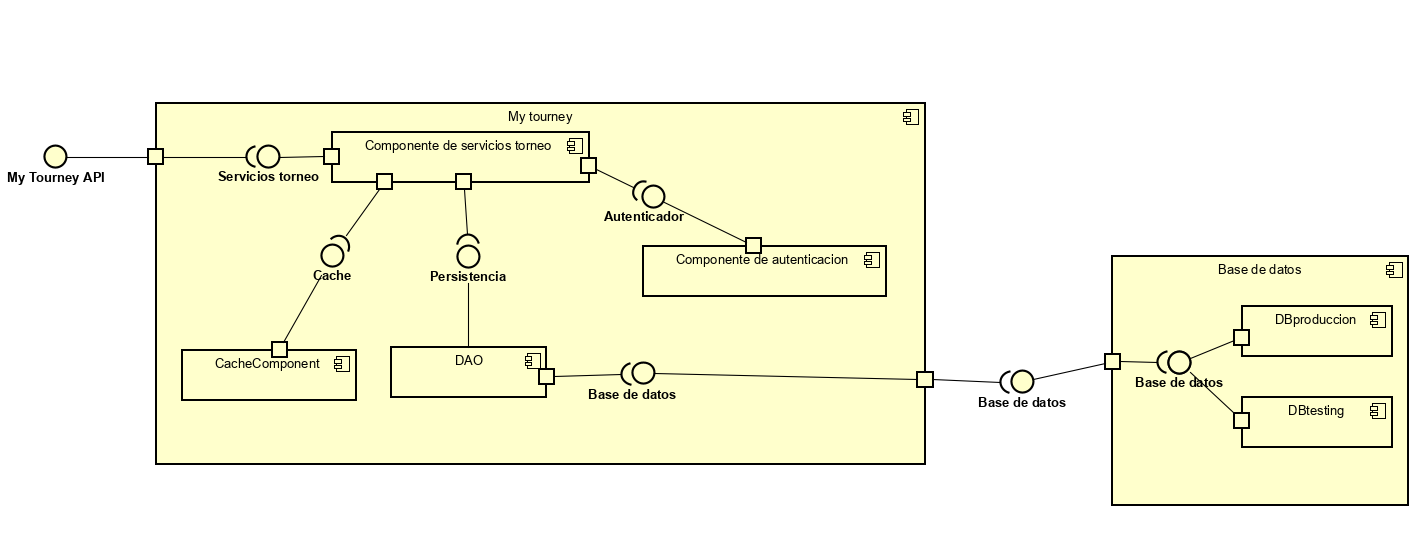 My tourney
Componente de servicios torneo
My Tourney API
Servicios torneo
Autenticador
Componente de autenticacion
Cache
Persistencia
Base de datos
DBproduccion
CacheComponent
DAO
Base de datos
Base de datos
Base de datos
DBtesting